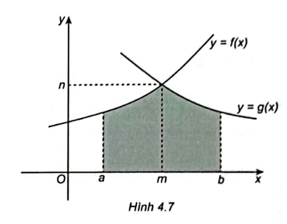 y
y = f(x)
n
y = g(x)
O
a
m
b
x
Hình 4.7